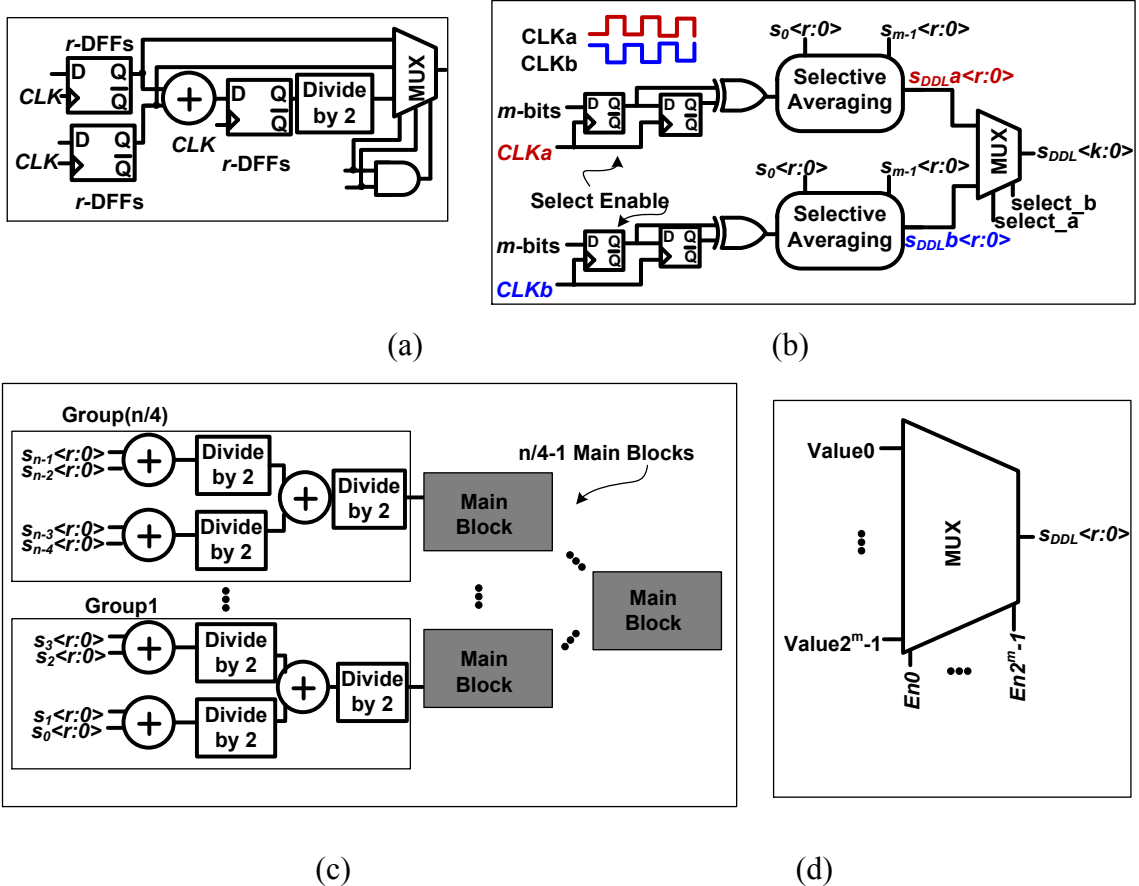 r-DFFs
D Q
Q
CLK
D Q
Q
CLK
r-DFFs
+
CLK
D Q
Q
r-DFFs
Divide
by 2
MUX
(a)
CLKa
CLKb
m-bits
CLKa
D Q
Q
D Q
Q
s0<r:0>
sm-1<r:0>
Selective
Averaging
sDDLa<r:0>
Select Enable
m-bits
CLKb
D Q
Q
D Q
Q
s0<r:0>
sm-1<r:0>
Selective
Averaging
sDDLb<r:0>
MUX
sDDL<k:0>
select_b
select_a
(b)
Group(n/4)
sn-1<r:0>
sn-2<r:0>
+
Divide
by 2
sn-3<r:0>
sn-4<r:0>
+
Divide
by 2
+
Divide
by 2
Main
Block
n/4-1 Main Blocks
Main
Block
Group1
s3<r:0>
s2<r:0>
+
Divide
by 2
s1<r:0>
s0<r:0>
+
Divide
by 2
+
Divide
by 2
Main
Block
(c)
Value0
Value2^m-1
MUX
sDDL<r:0>
En0
En2^m-1
(d)